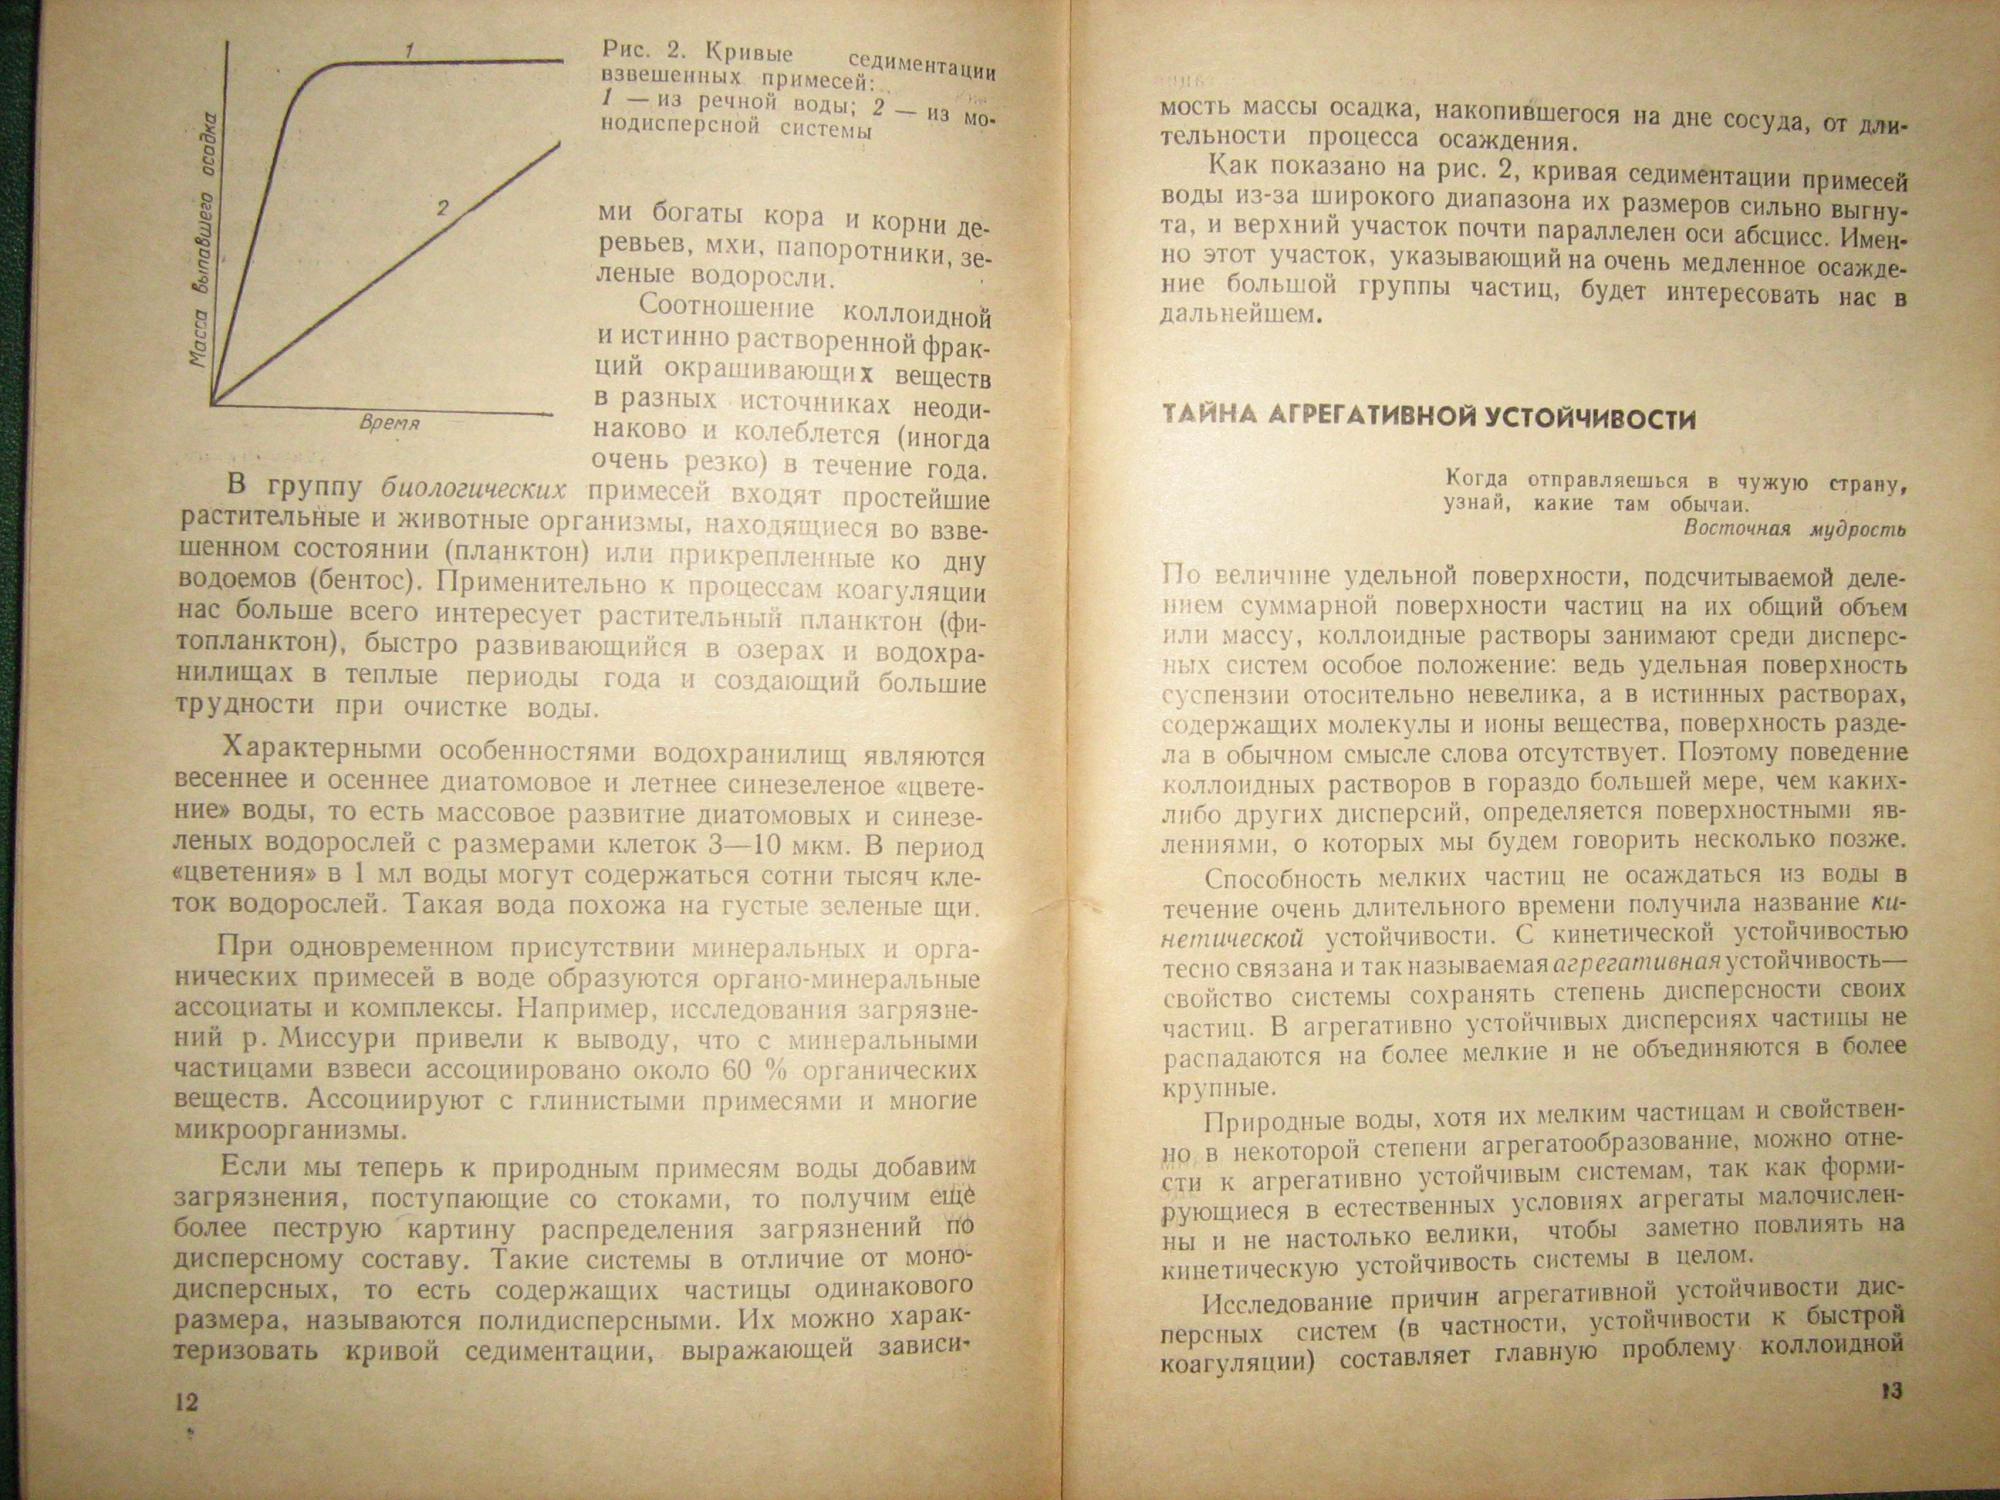 Масса выпавшего осадка
1
2
Время
Рис. 2. Кривые седиментации
взвешенных примесей:
1 — из речной воды; 2 — из мо-
нодисперсной системы
ми богаты кора и корни де-
ревьев, мхи, папоротники, зе-
леные водоросли.
Соотношение коллоидной
и истинно растворенной фрак-
ций окрашивающих веществ
в разных источниках неоди-
наково и колеблется (иногда
очень резко) в течение года.
В группу биологических примесей входят простейшие
растительные и животные организмы, находящиеся во взве-
шенном состоянии (планктон) или прикрепленные ко дну
водоемов (бентос). Применительно к процессам коагуляции
нас больше всего интересует растительный планктон (фи-
топланктон), быстро развивающийся в озерах и водохра-
нилищах в теплые периоды года и создающий большие
трудности при очистке воды.
Характерными особенностями водохранилищ являются
весеннее и осеннее диатомовое и летнее синезеленое «цвете-
ние» воды, то есть массовое развитие диатомовых и синезе-
леных водорослей с размерами клеток 3—10 мкм. В период
«цветения» в 1 мл воды могут содержаться сотни тысяч кле-
ток водорослей. Такая вода похожа на густые зеленые щи.
При одновременном присутствии минеральных и орга-
нических примесей в воде образуются органо-минеральные
ассоциаты и комплексы. Например, исследования загрязне-
ний р. Миссури привели к выводу, что с минеральными
частицами взвеси ассоциировано около 60 % органических
веществ. Ассоциируют с глинистыми примесями и многие
микроорганизмы.
Если мы теперь к природным примесям воды добавим
загрязнения, поступающие со стоками, то получим ещё
более пеструю картину распределения загрязнений по
дисперсному составу. Такие системы в отличие от моно-
дисперсных, то есть содержащих частицы одинакового
размера, называются полидисперсными. Их можно харак-
теризовать кривой седиментации, выражающей зависи-
12
мость массы осадка, накопившегося на дне сосуда, от дли-
тельности процесса осаждения.
Как показано на рис. 2, кривая седиментации примесей
воды из-за широкого диапазона их размеров сильно выгну-
та, и верхний участок почти параллелен оси абсцисс. Имен-
но этот участок, указывающий на очень медленное осажде-
ние большой группы частиц, будет интересовать нас в
дальнейшем.
ТАЙНА АГРЕГАТИВНОЙ УСТОЙЧИВОСТИ
Когда отправляешься в чужую страну,
узнай, какие там обычаи.
Восточная мудрость
По величине удельной поверхности, подсчитываемой деле-
нием суммарной поверхности частиц на их общий объем
или массу, коллоидные растворы занимают среди дисперс-
ных систем особое положение: ведь удельная поверхность
суспензии отосительно невелика, а в истинных растворах,
содержащих молекулы и ионы вещества, поверхность разде-
ла в обычном смысле слова отсутствует. Поэтому поведение
коллоидных растворов в гораздо большей мере, чем каких-
либо других дисперсий, определяется поверхностными яв-
лениями, о которых мы будем говорить несколько позже.
Способность мелких частиц не осаждаться из воды в
течение очень длительного времени получила название ки-
нетической устойчивости. С кинетической устойчивостью
тесно связана и так называемая агрегативная устойчивость—
свойство системы сохранять степень дисперсности своих
частиц. В агрегативно устойчивых дисперсиях частицы не
распадаются на более мелкие и не объединяются в более
крупные.
Природные воды, хотя их мелким частицам и свойствен-
но в некоторой степени агрегатообразование, можно отне-
сти к агрегативно устойчивым системам, так как форми-
рующиеся в естественных условиях агрегаты малочислен-
ны и не настолько велики, чтобы заметно повлиять на
кинетическую устойчивость системы в целом.
Исследование причин агрегативной устойчивости дис-
персных систем (в частности, устойчивости к быстрой
коагуляции) составляет главную проблему коллоидной
13